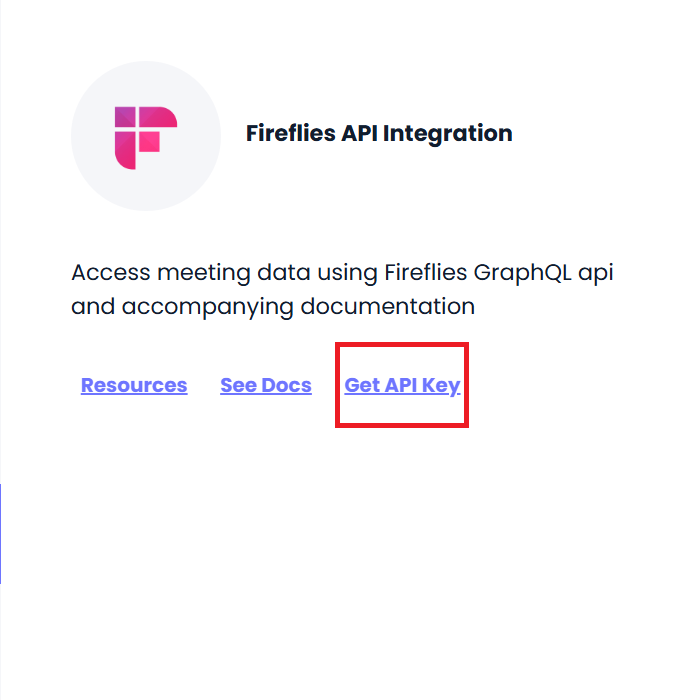 Fireflies API Integration
Access meeting data using Fireflies GraphQL api
and accompanying documentation
Resources See Docs Get API Key